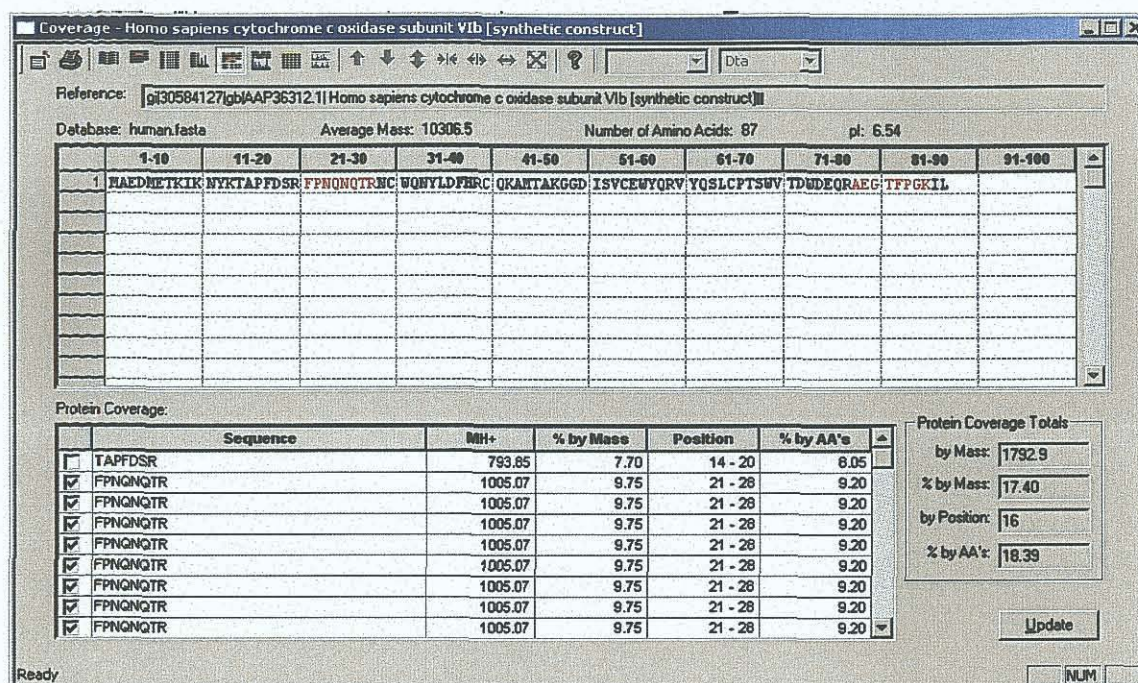 Coverage - Homo sapiens cytochrome c oxidase subunit VIb [synthetic construct]
Dta
Reference: gi|30584127|gb|AAP36312.1| Homo sapiens cytochrome c oxidase subunit VIb [synthetic construct]||
Database: human.fasta Average Mass: 10306.5 Number of Amino Acids: 87 pI: 6.54
1-10 11-20 21-30 31-40 41-50 51-60 61-70 71-80 81-90 91-100
1 MAEDMETKIK NYKTAPFDSR FPNQNQTRNC WQNYLDFHRC QKAMTAKGGD ISVCEWYQRV YQSLCPTSWV TDWDEQRAEG TFPGKIL
Protein Coverage:
Sequence MH+ % by Mass Position % by AA's
TAPFDSR 793.85 7.70 14 - 20 8.05
FPNQNQTR 1005.07 9.75 21 - 28 9.20
FPNQNQTR 1005.07 9.75 21 - 28 9.20
FPNQNQTR 1005.07 9.75 21 - 28 9.20
FPNQNQTR 1005.07 9.75 21 - 28 9.20
FPNQNQTR 1005.07 9.75 21 - 28 9.20
FPNQNQTR 1005.07 9.75 21 - 28 9.20
FPNQNQTR 1005.07 9.75 21 - 28 9.20
FPNQNQTR 1005.07 9.75 21 - 28 9.20
Protein Coverage Totals
by Mass: 1792.9
% by Mass: 17.40
by Position: 16
% by AA's: 18.39
Update
Ready NUM